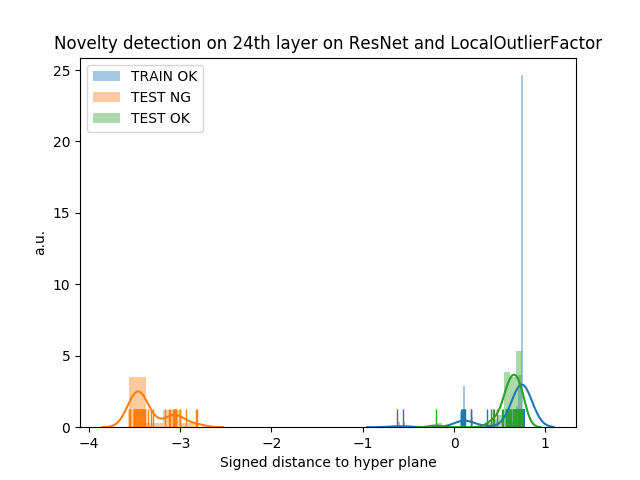 Novelty detection on 24th layer on ResNet and LocalOutlierFactor
TRAIN OK
TEST NG
TEST OK
25
20
15
10
5
0
a.u.
−4 −3 −2 −1 0 1
Signed distance to hyper plane